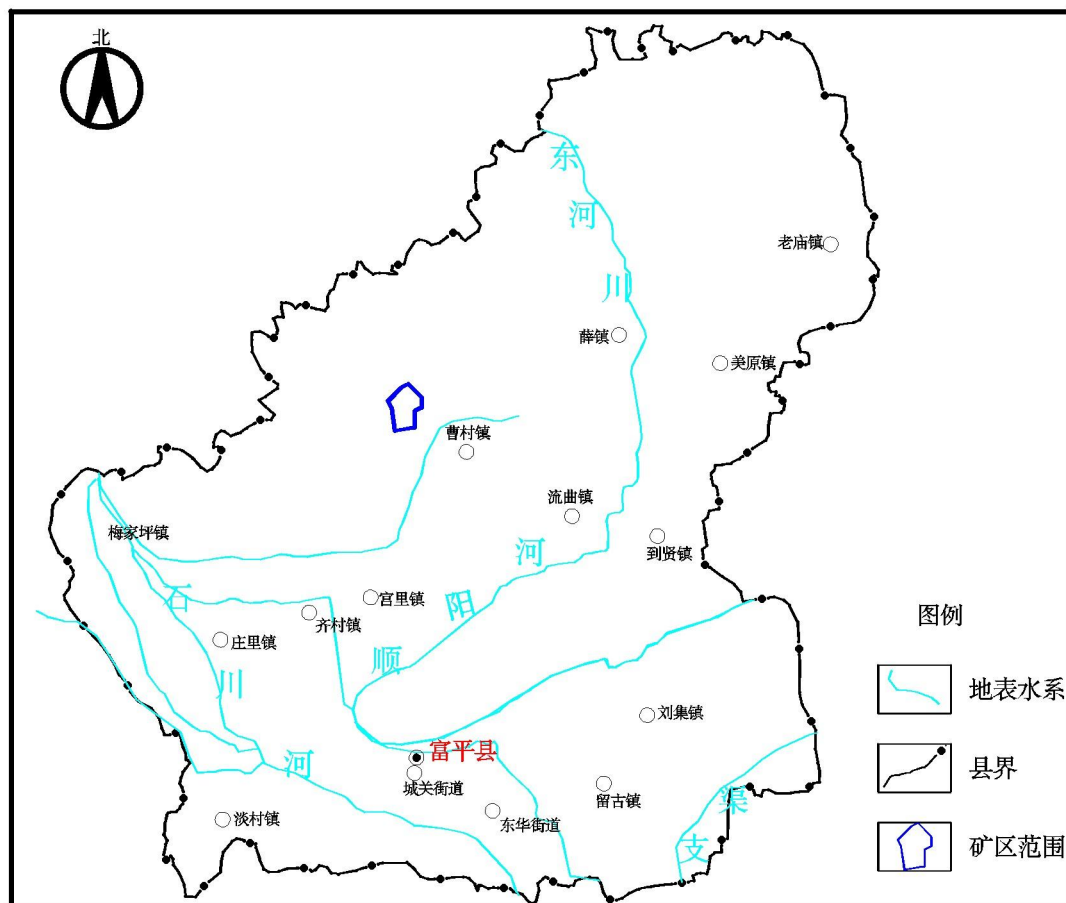 北
东
河
川
老庙镇
薛镇
美原镇
曹村镇
流曲镇
到贤镇
河
梅家坪镇
石
宫里镇
阳
齐村镇
庄里镇
顺
川
刘集镇
富平县
河
城关街道
留古镇
渠
淡村镇
东华街道
支
图例
地表水系
县界
矿区范围